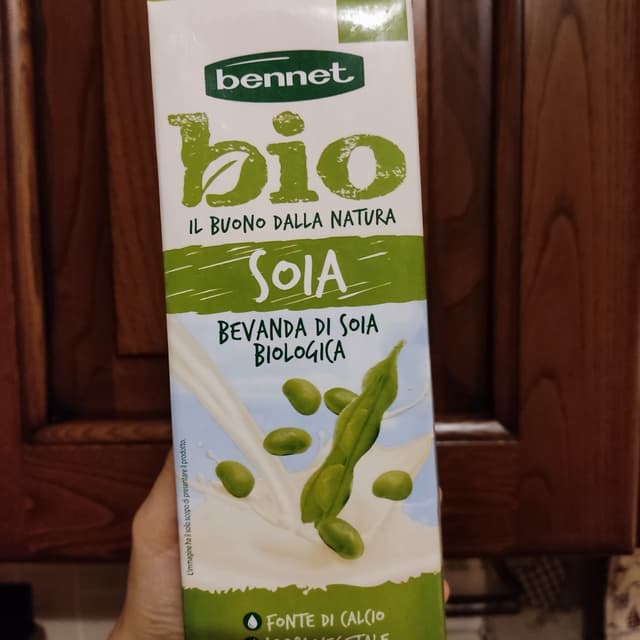 bennet
bio
IL BUONO DALLA NATURA
SOIA
BEVANDA DI SOIA
BIOLOGICA
L'immagine ha il solo scopo di presentare il prodotto.
FONTE DI CALCIO